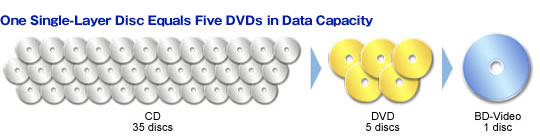 One Single-Layer Disc Equals Five DVDs in Data Capacity
CD
35 discs
DVD
5 discs
BD-Video
1 disc